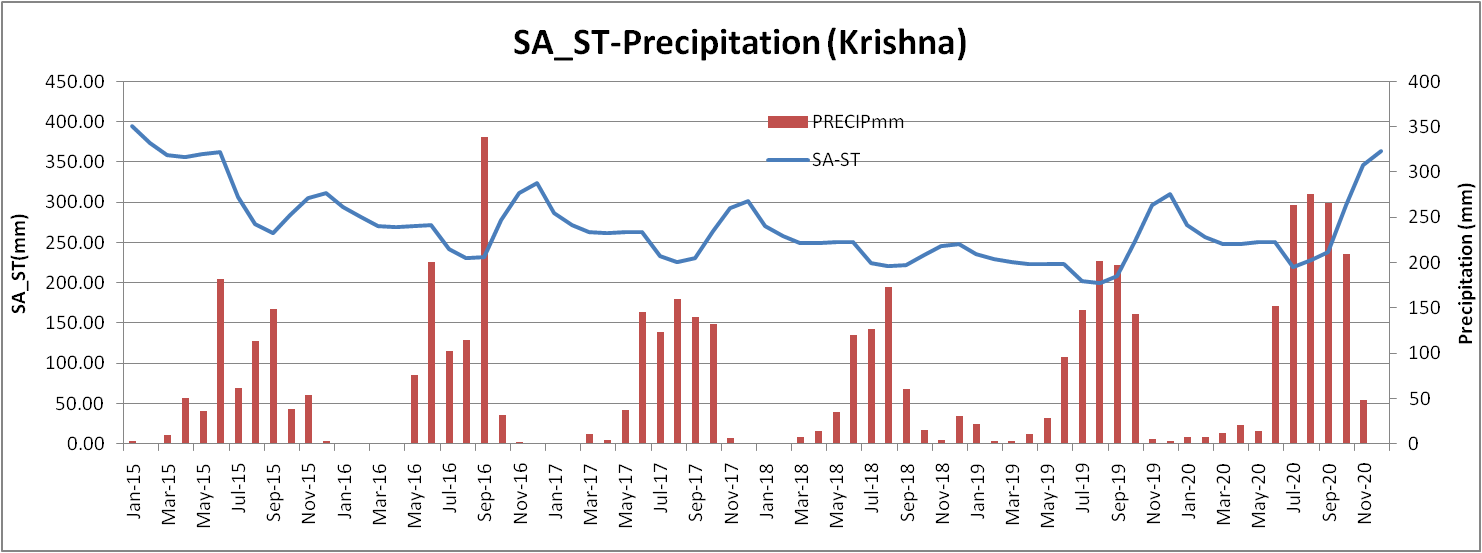 SA_ST-Precipitation (Krishna)
450.00
400.00
350.00
300.00
250.00
200.00
150.00
100.00
50.00
0.00
SA_ST(mm)
PRECIPmm
SA-ST
400
350
300
250
200
150
100
50
0
Precipitation (mm)
Jan-15
Mar-15
May-15
Jul-15
Sep-15
Nov-15
Jan-16
Mar-16
May-16
Jul-16
Sep-16
Nov-16
Jan-17
Mar-17
May-17
Jul-17
Sep-17
Nov-17
Jan-18
Mar-18
May-18
Jul-18
Sep-18
Nov-18
Jan-19
Mar-19
May-19
Jul-19
Sep-19
Nov-19
Jan-20
Mar-20
May-20
Jul-20
Sep-20
Nov-20